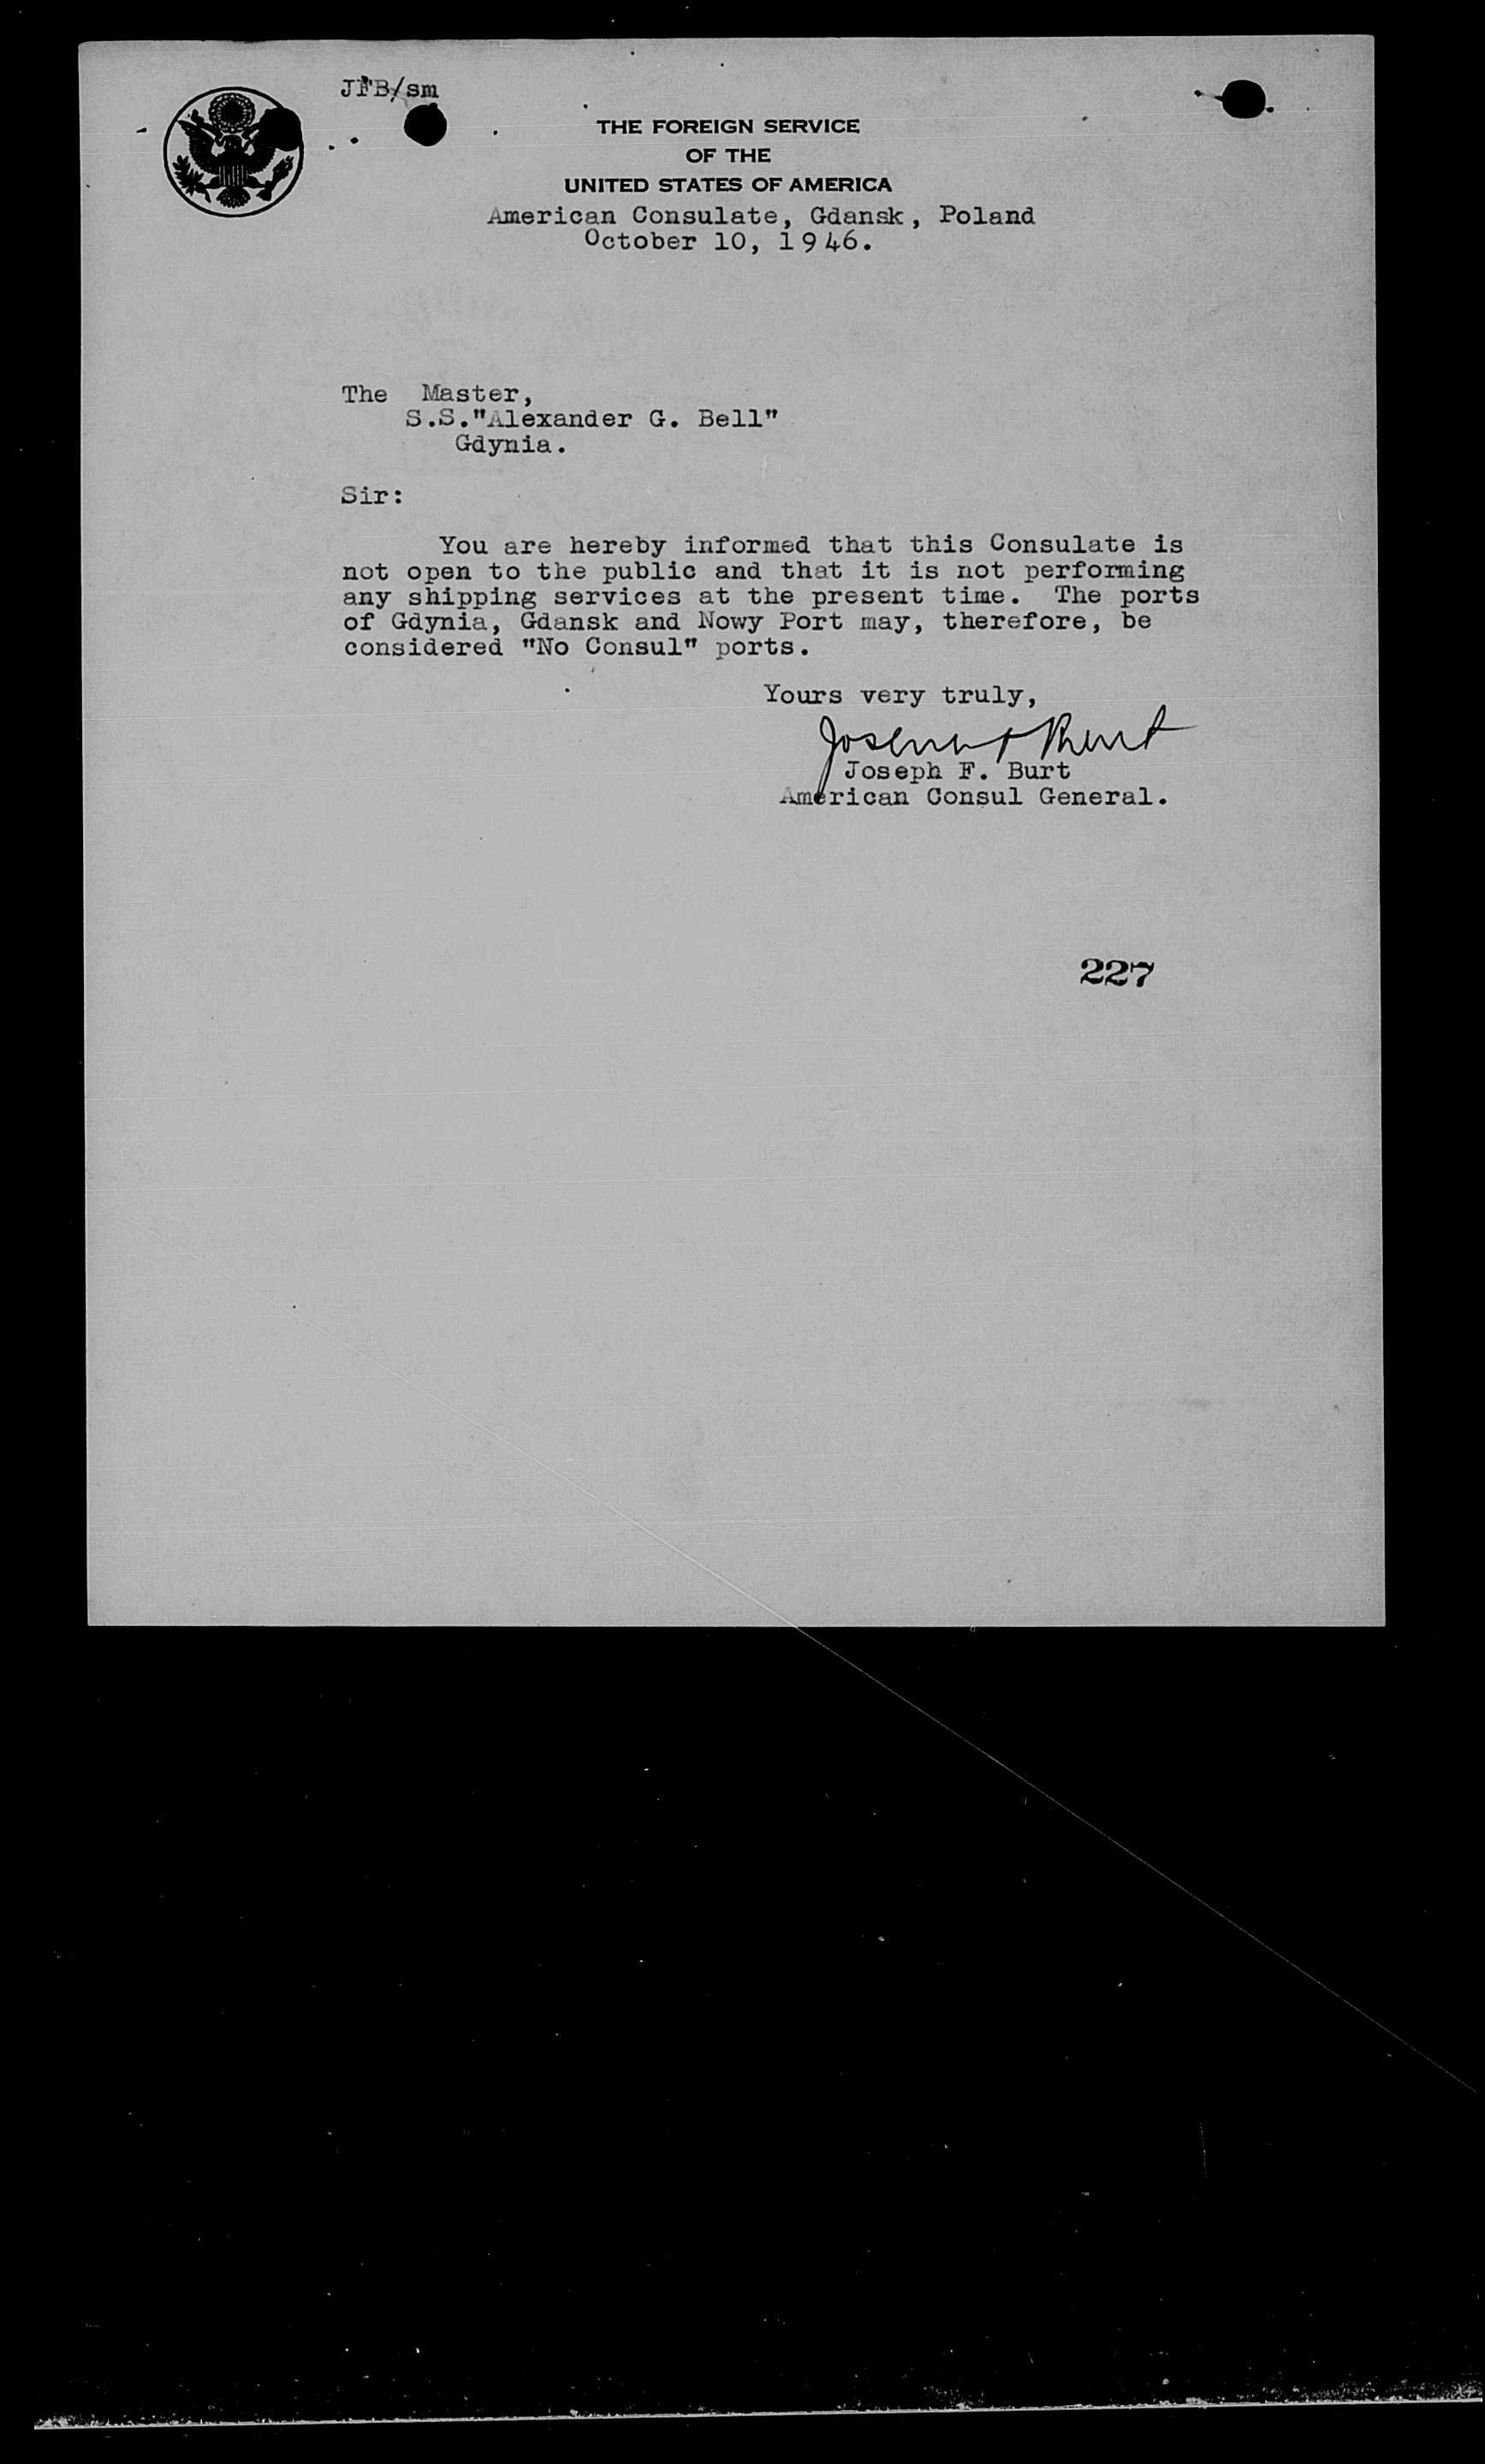 JFB/sm
THE FOREIGN SERVICE
OF THE
UNITED STATES OF AMERICA
American Consulate, Gdansk, Poland
October 10, 1946.
The Master,
S.S."Alexander G. Bell"
Gdynia.
Sir:
You are hereby informed that this Consulate is
not open to the public and that it is not performing
any shipping services at the present time. The ports
of Gdynia, Gdansk and Nowy Port may, therefore, be
considered "No Consul" ports.
Yours very truly,
Joseph F Burt
Joseph F. Burt
American Consul General.
227